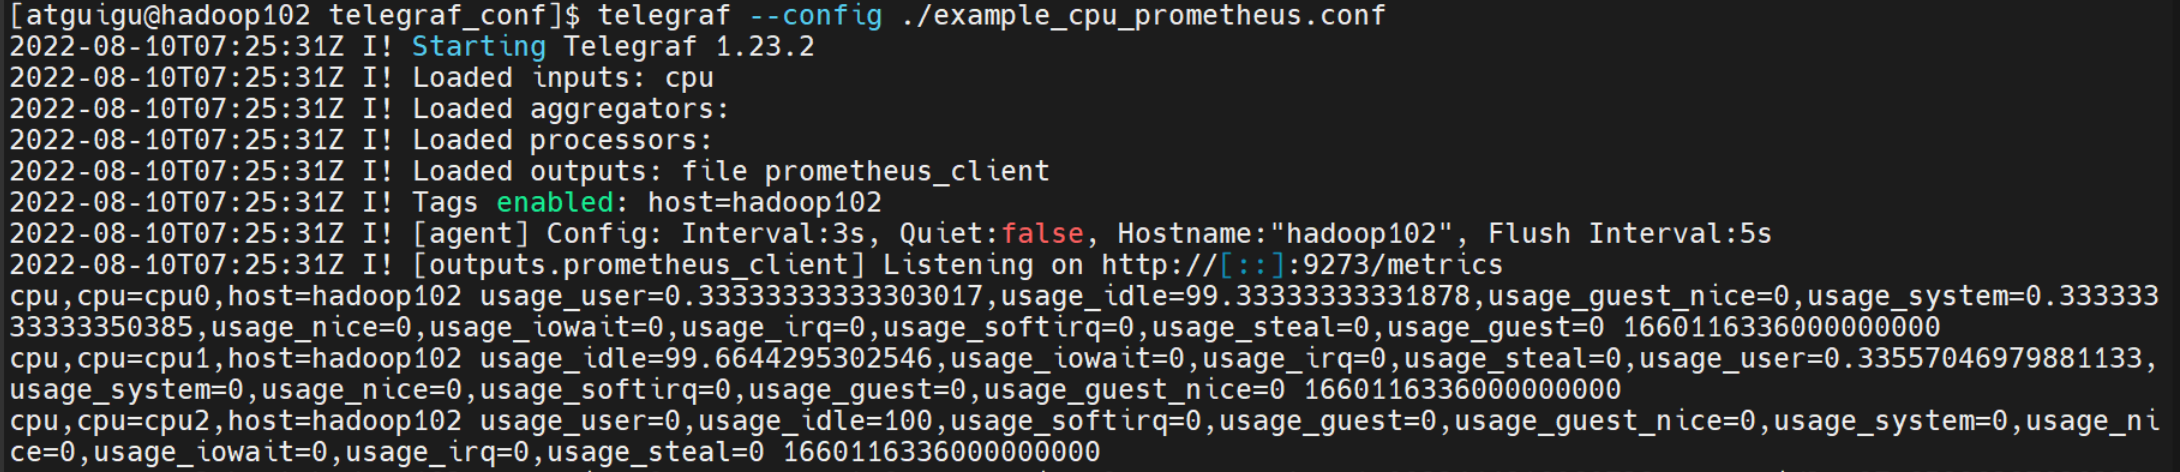 [atguigu@hadoop102 telegraf_conf]$ telegraf --config ./example_cpu_prometheus.conf
2022-08-10T07:25:31Z I! Starting Telegraf 1.23.2
2022-08-10T07:25:31Z I! Loaded inputs: cpu
2022-08-10T07:25:31Z I! Loaded aggregators:
2022-08-10T07:25:31Z I! Loaded processors:
2022-08-10T07:25:31Z I! Loaded outputs: file prometheus_client
2022-08-10T07:25:31Z I! Tags enabled: host=hadoop102
2022-08-10T07:25:31Z I! [agent] Config: Interval:3s, Quiet:false, Hostname:"hadoop102", Flush Interval:5s
2022-08-10T07:25:31Z I! [outputs.prometheus_client] Listening on http://[::]:9273/metrics
cpu,cpu=cpu0,host=hadoop102 usage_user=0.33333333333303017,usage_idle=99.33333333331878,usage_guest_nice=0,usage_system=0.333333
33333350385,usage_nice=0,usage_iowait=0,usage_irq=0,usage_softirq=0,usage_steal=0,usage_guest=0 1660116336000000000
cpu,cpu=cpu1,host=hadoop102 usage_idle=99.6644295302546,usage_iowait=0,usage_irq=0,usage_steal=0,usage_user=0.33557046979881133,
usage_system=0,usage_nice=0,usage_softirq=0,usage_guest=0,usage_guest_nice=0 1660116336000000000
cpu,cpu=cpu2,host=hadoop102 usage_user=0,usage_idle=100,usage_softirq=0,usage_guest=0,usage_guest_nice=0,usage_system=0,usage_ni
ce=0,usage_iowait=0,usage_irq=0,usage_steal=0 1660116336000000000